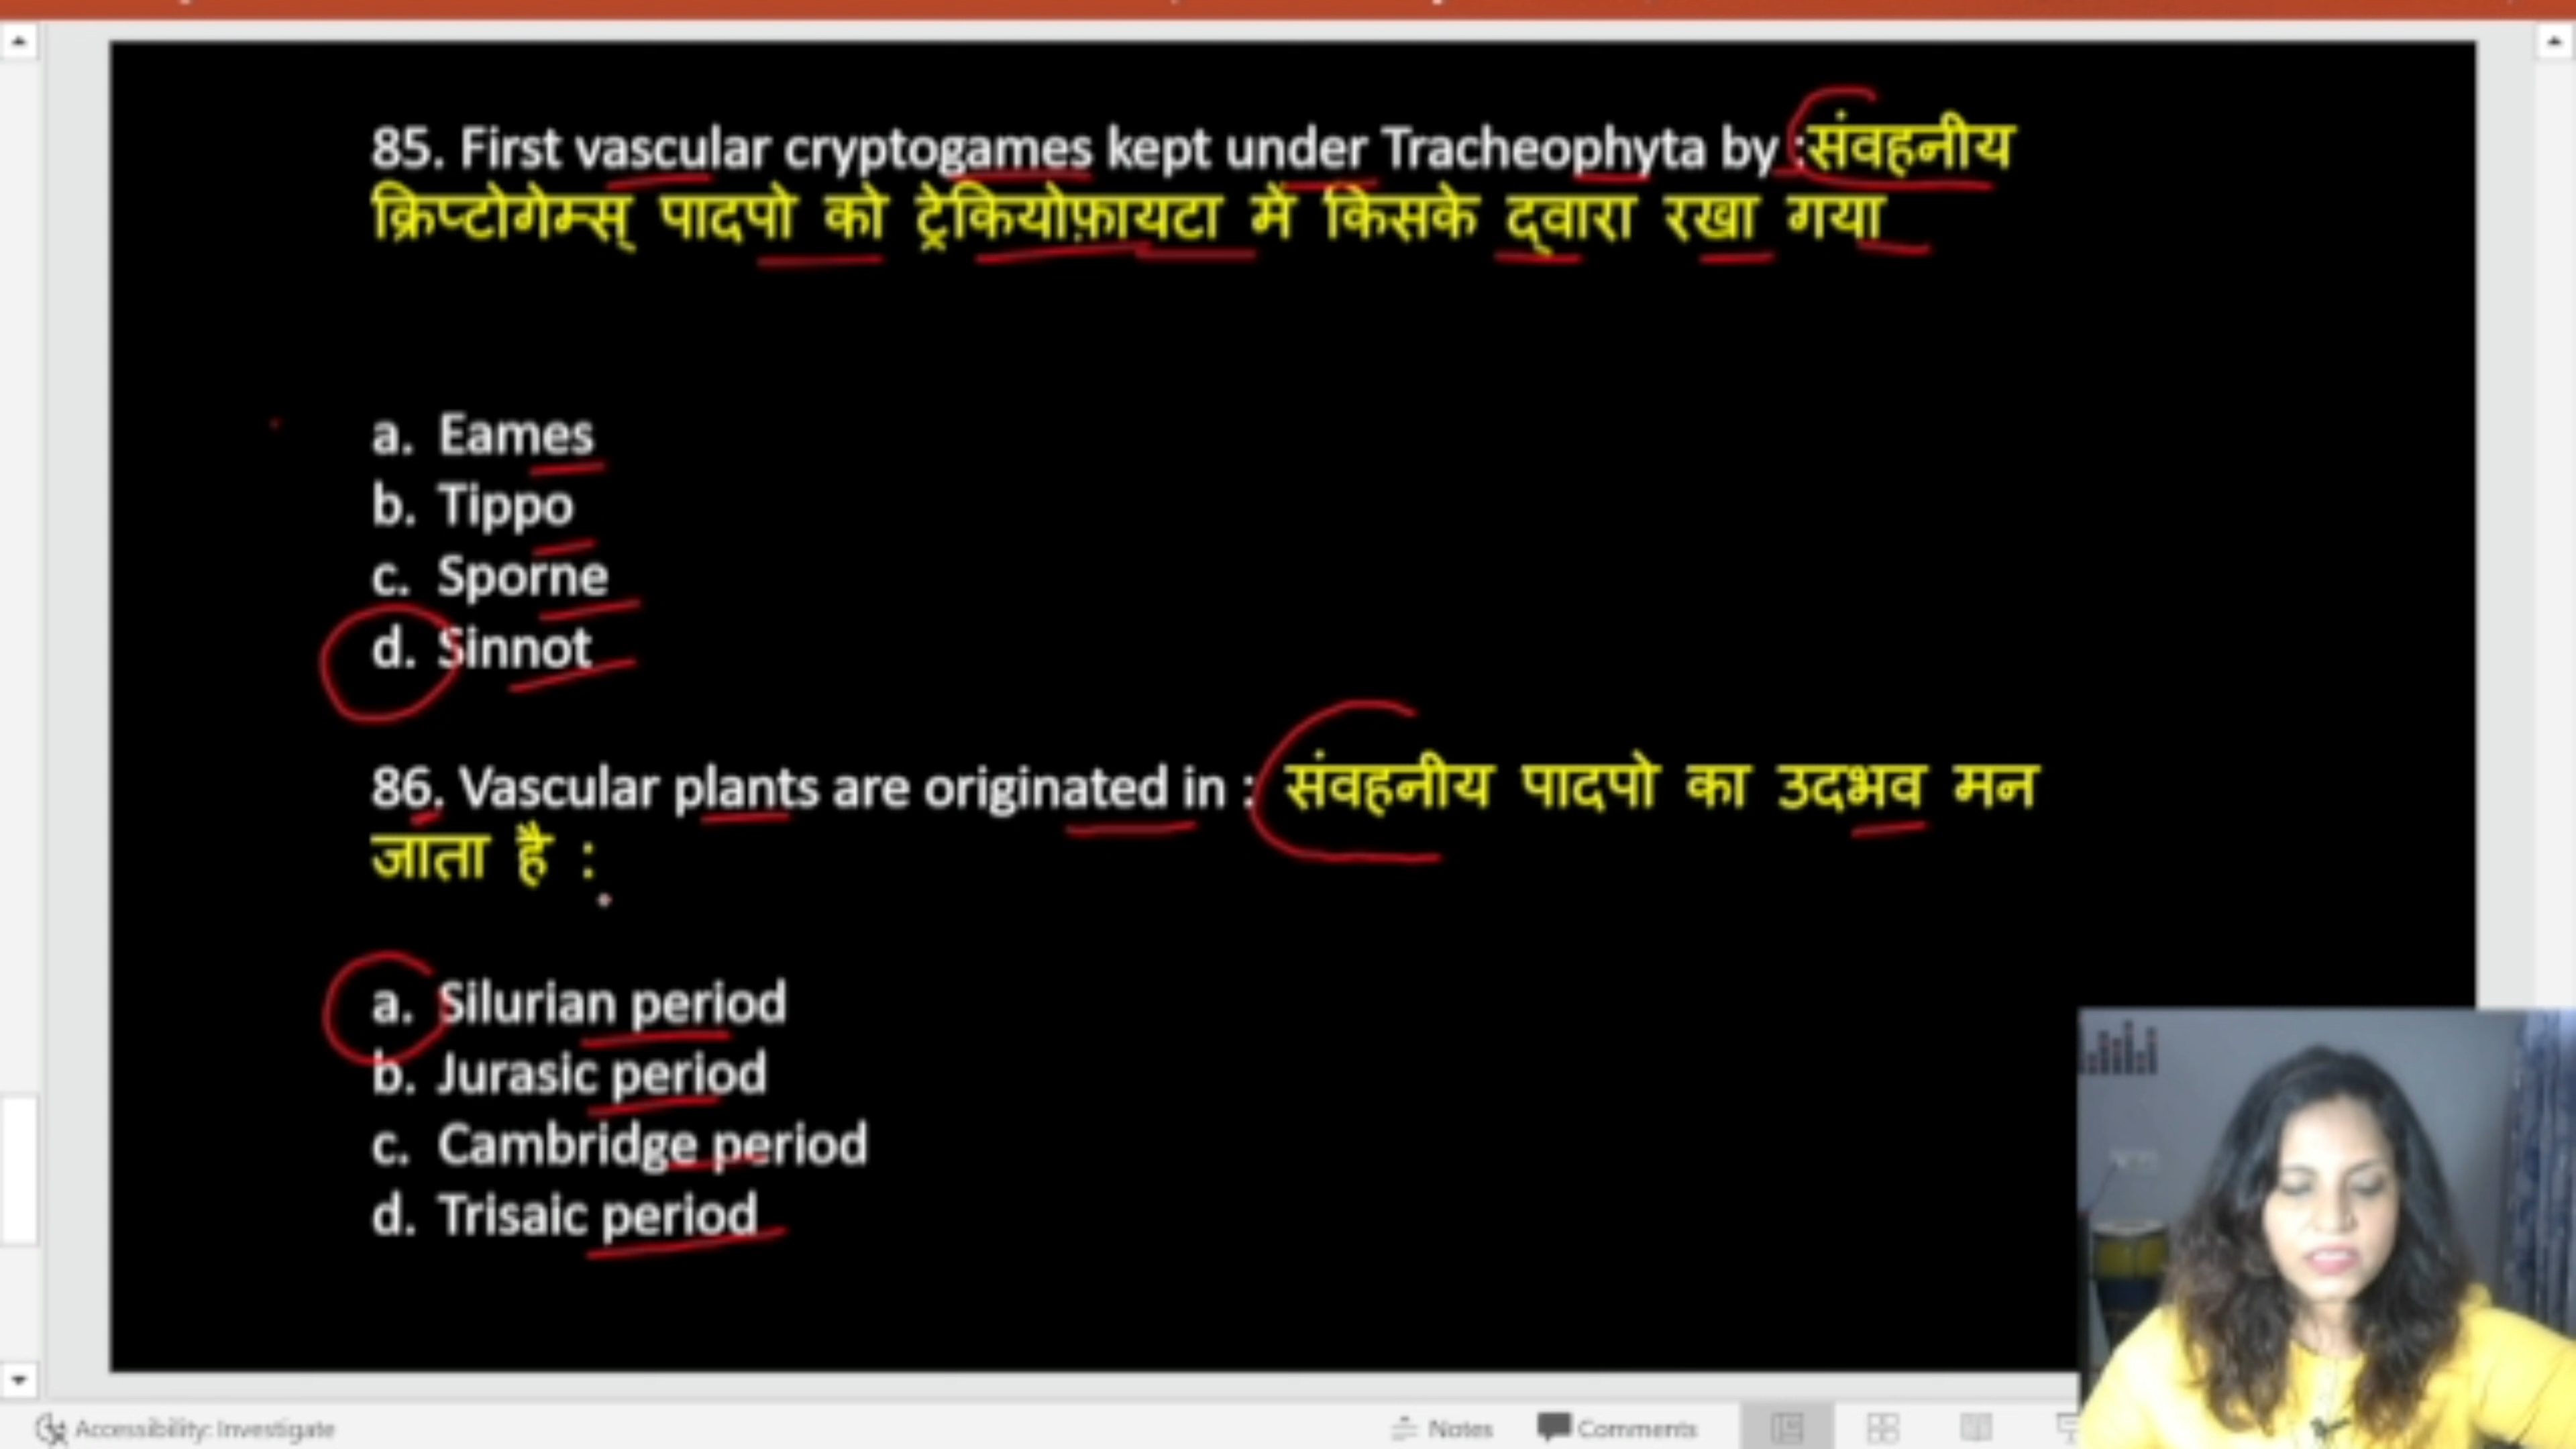 85. First vascular cryptogames kept under Tracheophyta by :संवहनीय
क्रिप्टोगेम्स् पादपो को ट्रेकियोफ़ायटा में किसके द्वारा रखा गया
a. Eames
b. Tippo
c. Sporne
d. Sinnot
86. Vascular plants are originated in : संवहनीय पादपो का उदभव मन
जाता है :
a. Silurian period
b. Jurasic period
c. Cambridge period
d. Trisaic period
Accessibility: Investigate
Notes
Comments